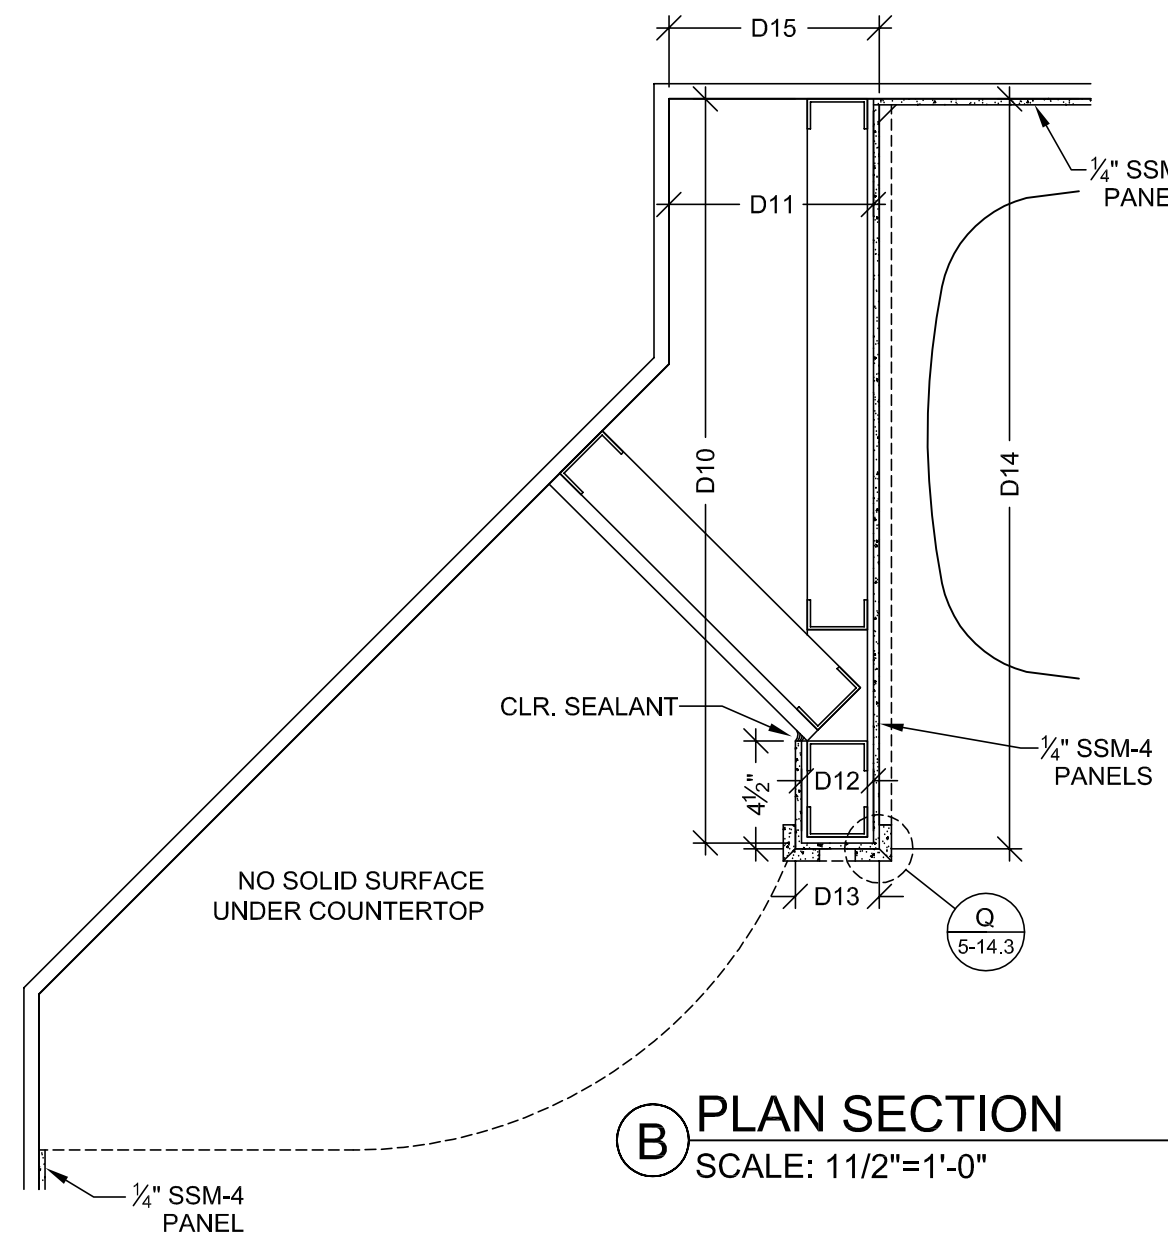 D15
¼" SSM
PANE
D11
D10
D14
CLR. SEALANT
¼" SSM-4
PANELS
4½"
D12
NO SOLID SURFACE
UNDER COUNTERTOP
D13
Q
5-14.3
B
PLAN SECTION
SCALE: 11/2"=1'-0"
¼" SSM-4
PANEL